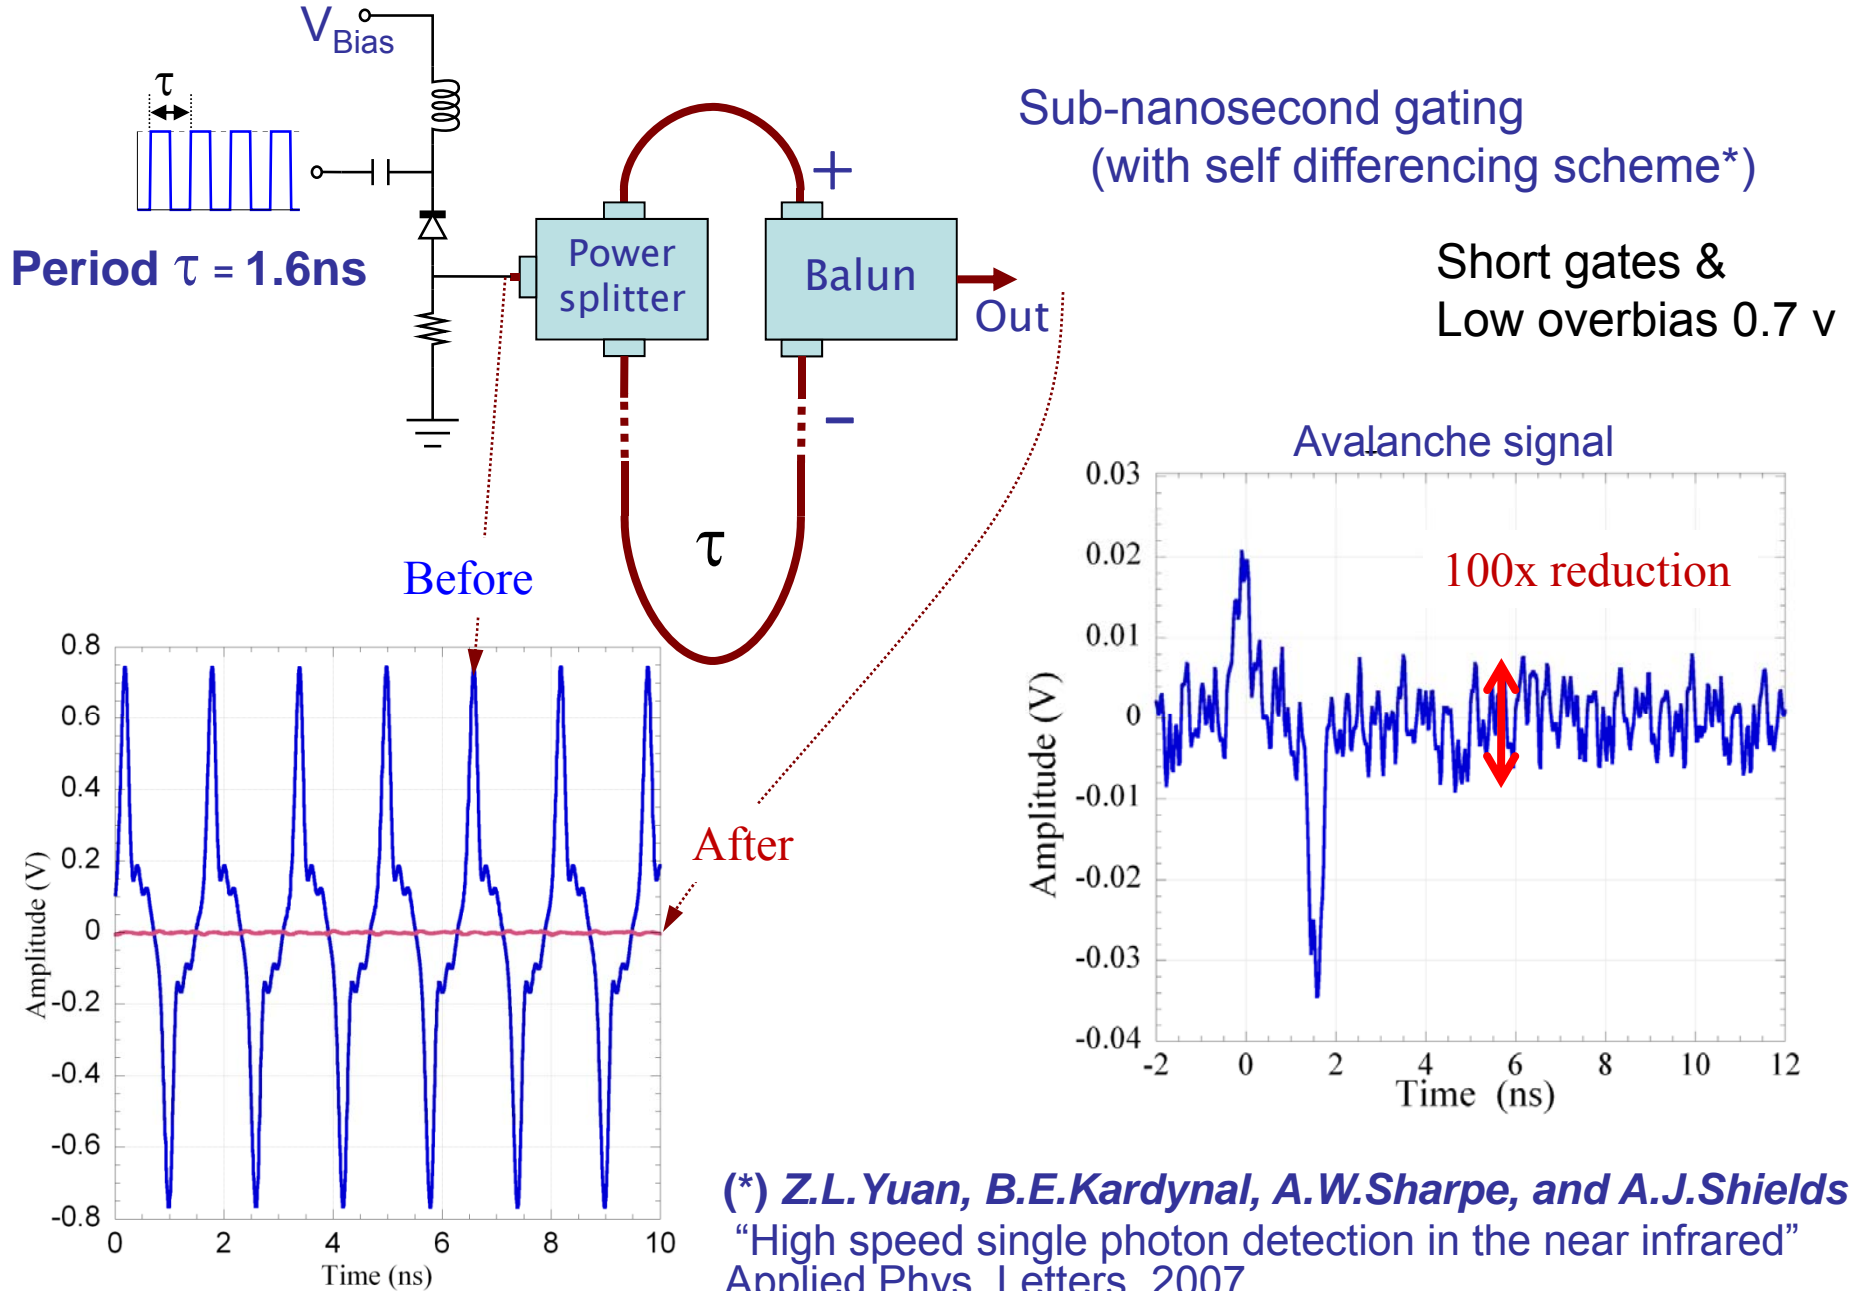 V_Bias
τ
Period τ = 1.6ns
Power
splitter
+
Balun
Out
−
τ
Sub-nanosecond gating
(with self differencing scheme*)
Short gates &
Low overbias 0.7 v
Before
After
0.8
0.6
0.4
0.2
0
-0.2
-0.4
-0.6
-0.8
Amplitude (V)
0 2 4 6 8 10
Time (ns)
Avalanche signal
100x reduction
0.03
0.02
0.01
0
-0.01
-0.02
-0.03
-0.04
Amplitude (V)
-2 0 2 4 6 8 10 12
Time (ns)
(*) Z.L.Yuan, B.E.Kardynal, A.W.Sharpe, and A.J.Shields
“High speed single photon detection in the near infrared”
Applied Phys. Letters, 2007